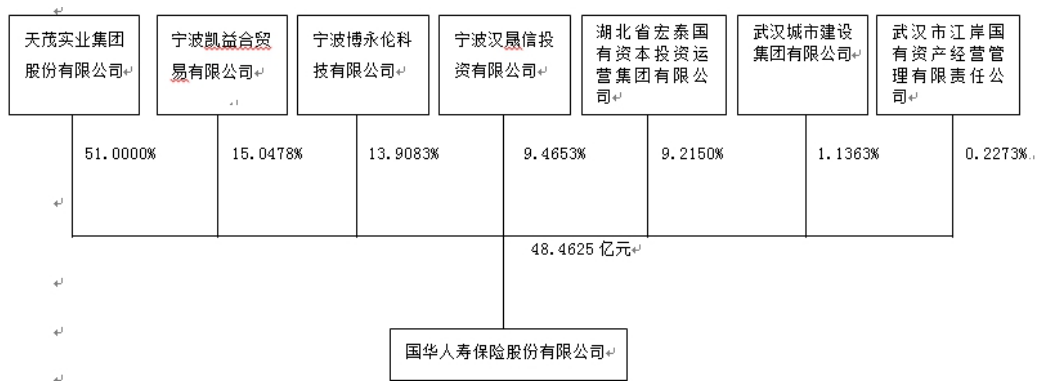 天茂实业集团
股份有限公司
宁波凯益合贸
易有限公司
宁波博永伦科
技有限公司
宁波汉晟信投
资有限公司
湖北省宏泰国
有资本投资运
营集团有限公
司
武汉城市建设
集团有限公司
武汉市江岸国
有资产经营管
理有限责任公
司
51.0000%
15.0478%
13.9083%
9.4653%
9.2150%
1.1363%
0.2273%
48.4625亿元
国华人寿保险股份有限公司